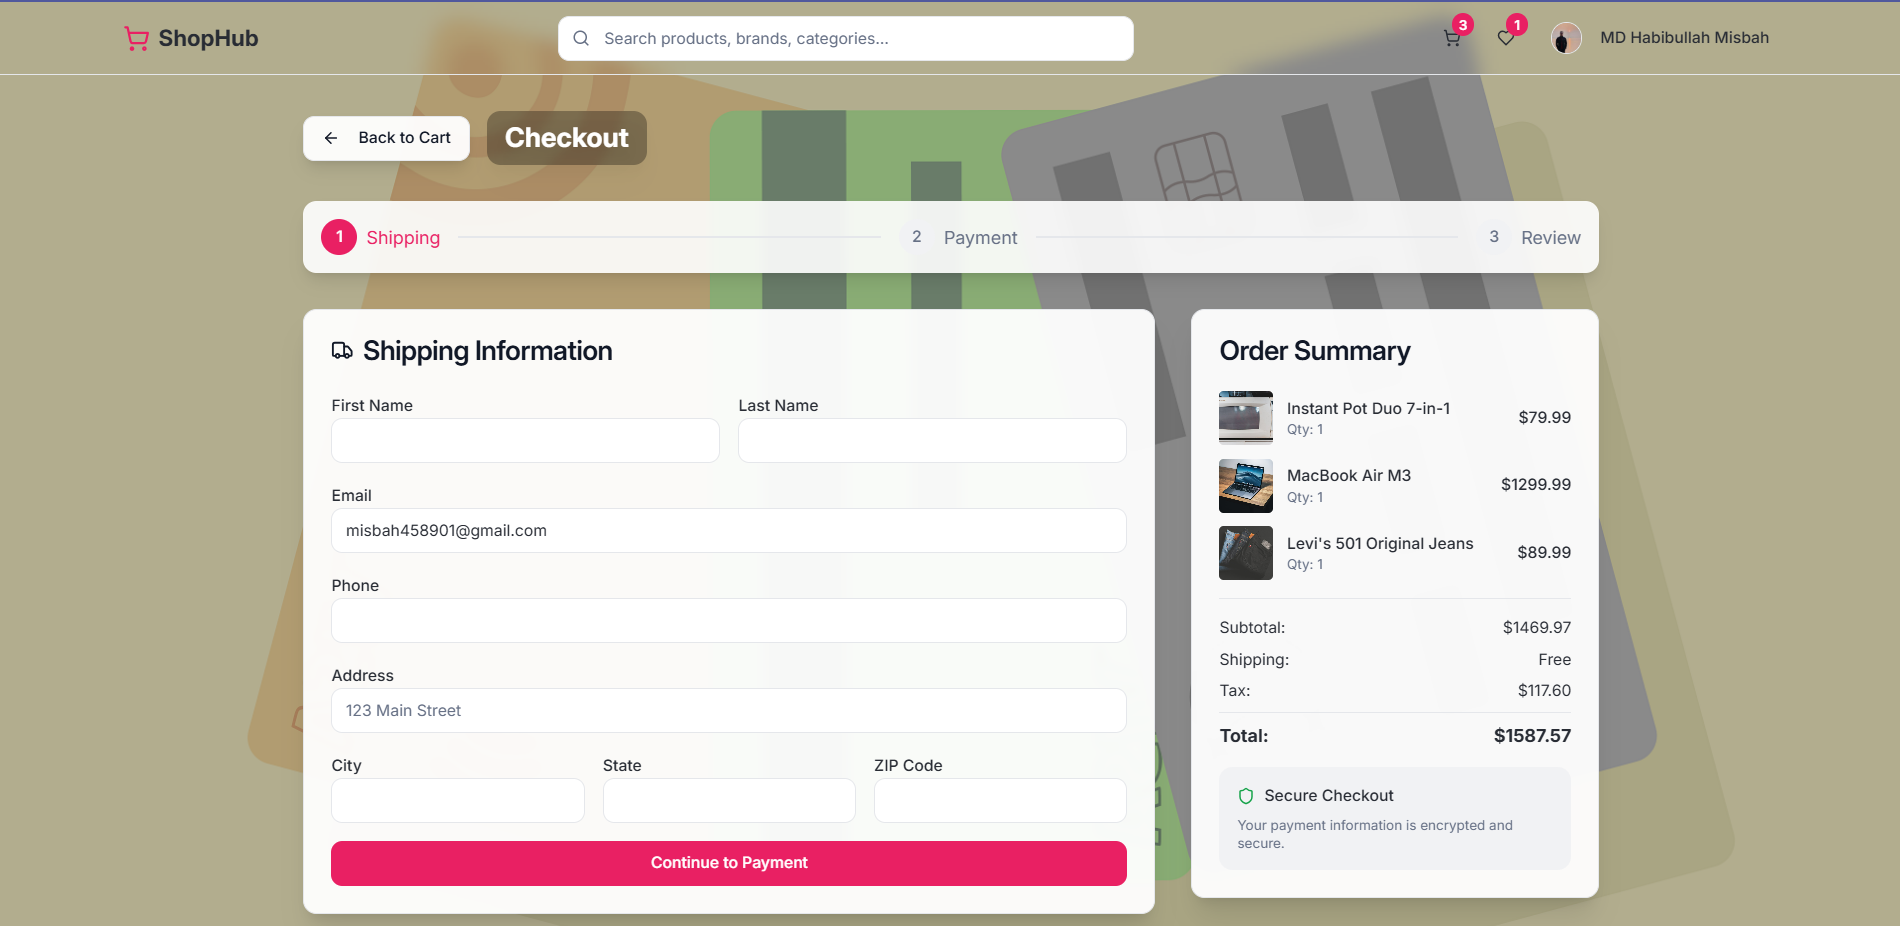 ShopHub
Search products, brands, categories...
3
1
MD Habibullah Misbah
Back to Cart
Checkout
1 Shipping
2 Payment
3 Review
Shipping Information
First Name
Last Name
Email
misbah458901@gmail.com
Phone
Address
123 Main Street
City
State
ZIP Code
Continue to Payment
Order Summary
Instant Pot Duo 7-in-1
Qty: 1
$79.99
MacBook Air M3
Qty: 1
$1299.99
Levi's 501 Original Jeans
Qty: 1
$89.99
Subtotal: $1469.97
Shipping: Free
Tax: $117.60
Total: $1587.57
Secure Checkout
Your payment information is encrypted and
secure.